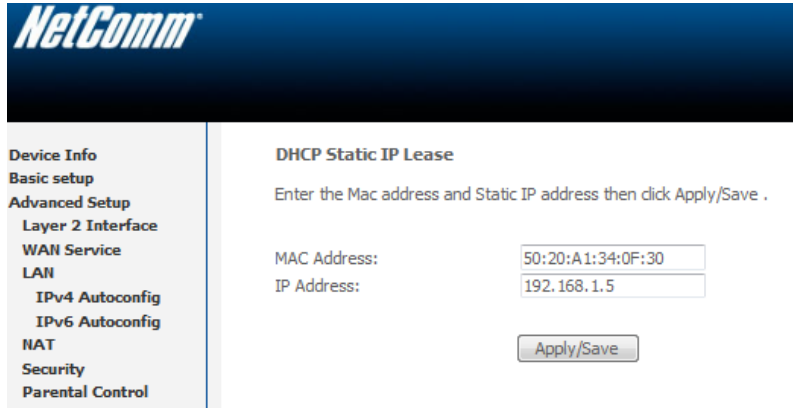 NetComm
Device Info
Basic setup
Advanced Setup
Layer 2 Interface
WAN Service
LAN
IPv4 Autoconfig
IPv6 Autoconfig
NAT
Security
Parental Control
DHCP Static IP Lease
Enter the Mac address and Static IP address then click Apply/Save .
MAC Address: 50:20:A1:34:0F:30
IP Address: 192.168.1.5
Apply/Save